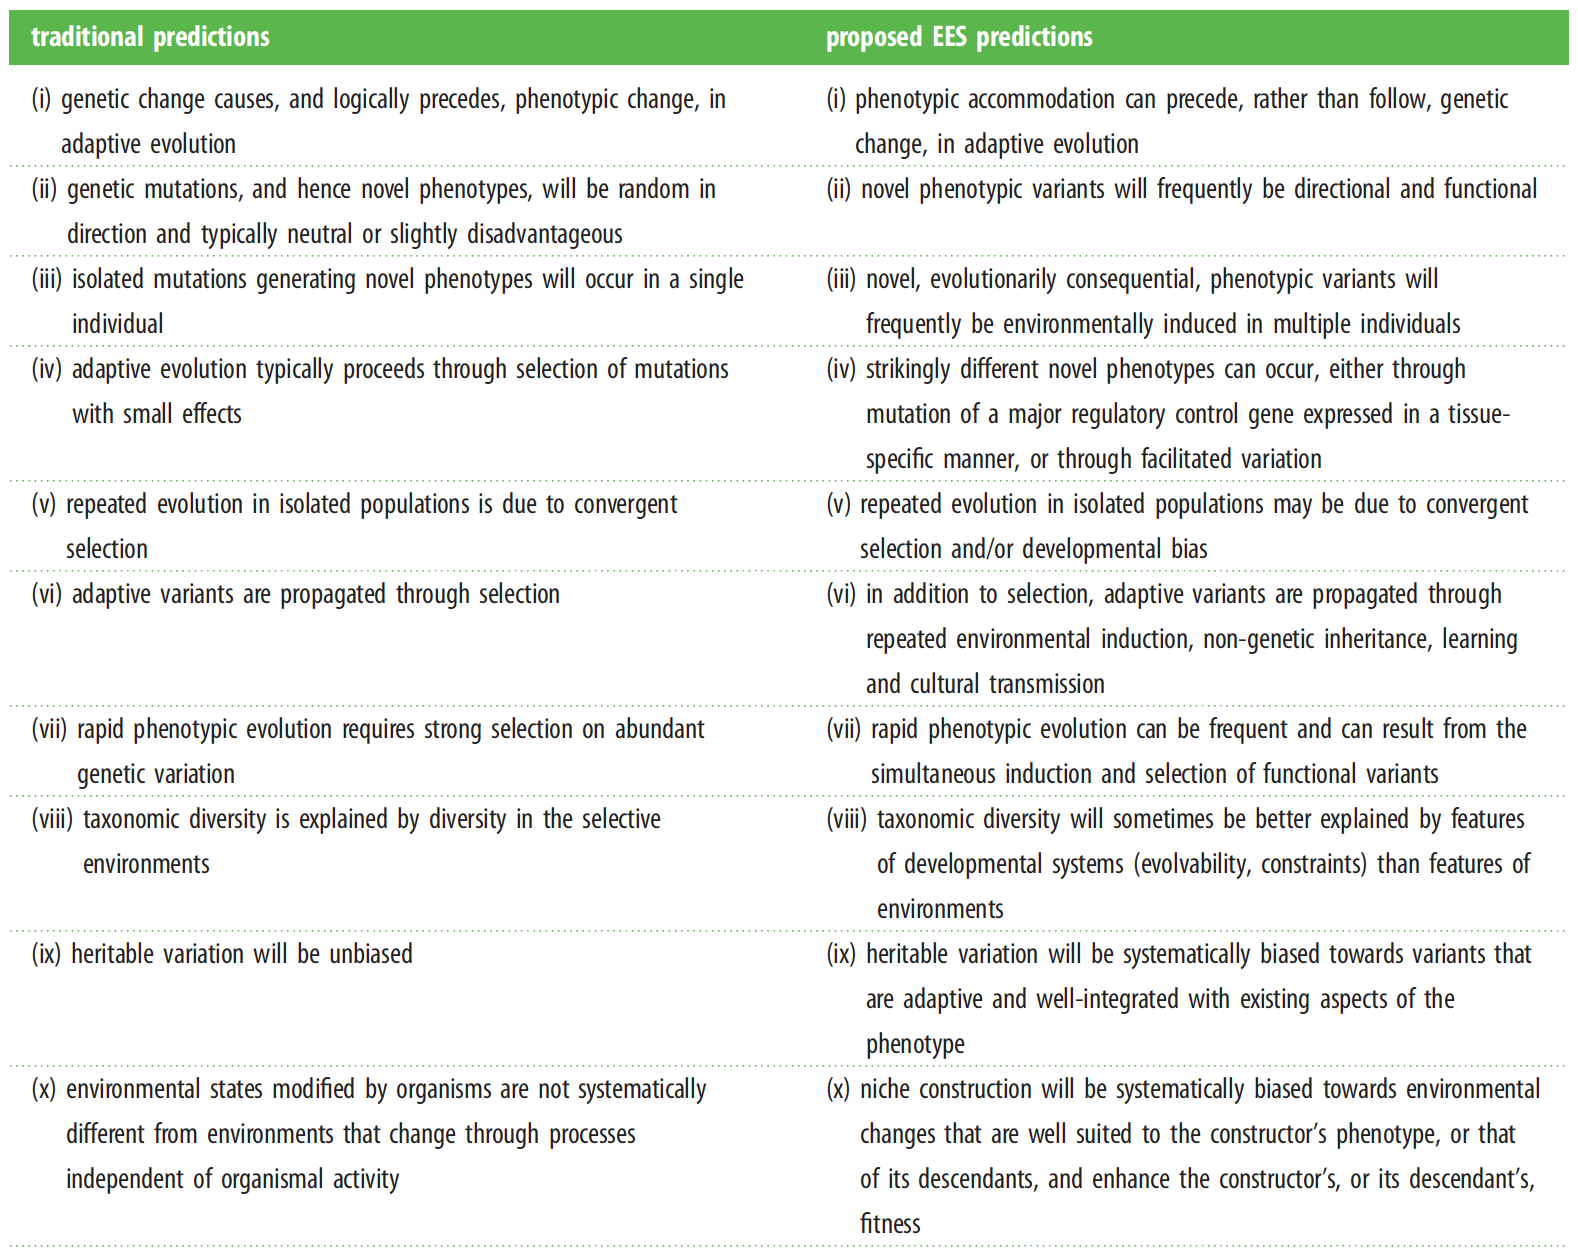 traditional predictions
proposed EES predictions
(i) genetic change causes, and logically precedes, phenotypic change, in
adaptive evolution
(i) phenotypic accommodation can precede, rather than follow, genetic
change, in adaptive evolution
(ii) genetic mutations, and hence novel phenotypes, will be random in
direction and typically neutral or slightly disadvantageous
(ii) novel phenotypic variants will frequently be directional and functional
(iii) isolated mutations generating novel phenotypes will occur in a single
individual
(iii) novel, evolutionarily consequential, phenotypic variants will
frequently be environmentally induced in multiple individuals
(iv) adaptive evolution typically proceeds through selection of mutations
with small effects
(iv) strikingly different novel phenotypes can occur, either through
mutation of a major regulatory control gene expressed in a tissue-
specific manner, or through facilitated variation
(v) repeated evolution in isolated populations is due to convergent
selection
(v) repeated evolution in isolated populations may be due to convergent
selection and/or developmental bias
(vi) adaptive variants are propagated through selection
(vi) in addition to selection, adaptive variants are propagated through
repeated environmental induction, non-genetic inheritance, learning
and cultural transmission
(vii) rapid phenotypic evolution requires strong selection on abundant
genetic variation
(vii) rapid phenotypic evolution can be frequent and can result from the
simultaneous induction and selection of functional variants
(viii) taxonomic diversity is explained by diversity in the selective
environments
(viii) taxonomic diversity will sometimes be better explained by features
of developmental systems (evolvability, constraints) than features of
environments
(ix) heritable variation will be unbiased
(ix) heritable variation will be systematically biased towards variants that
are adaptive and well-integrated with existing aspects of the
phenotype
(x) environmental states modified by organisms are not systematically
different from environments that change through processes
independent of organismal activity
(x) niche construction will be systematically biased towards environmental
changes that are well suited to the constructor's phenotype, or that
of its descendants, and enhance the constructor's, or its descendant's,
fitness